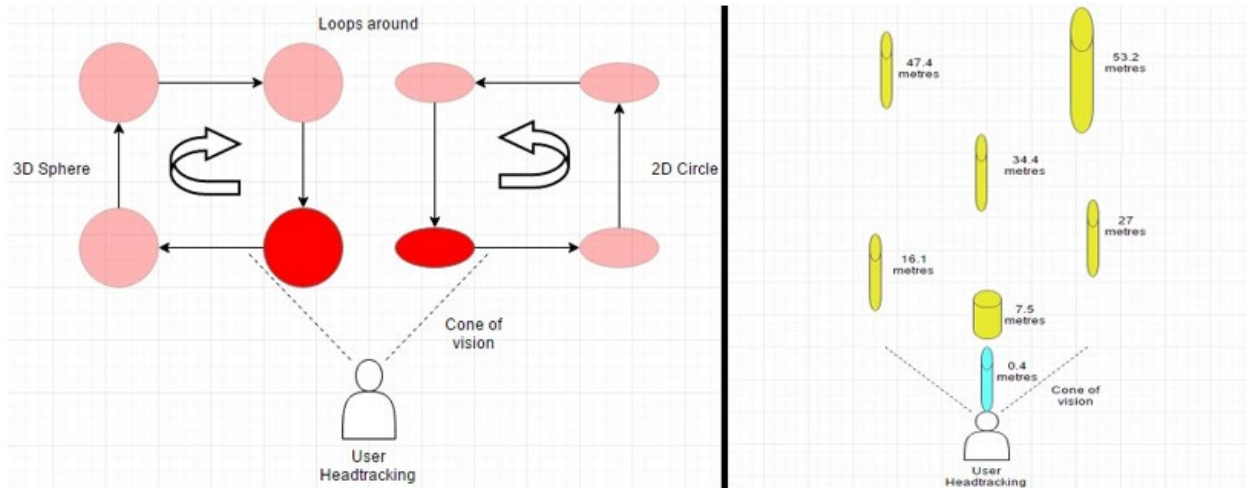 Loops around
3D Sphere
2D Circle
Cone of
vision
User
Headtracking
47.4
metres
53.2
metres
34.4
metres
27
metres
16.1
metres
7.5
metres
0.4
metres
Cone of
vision
User
Headtracking